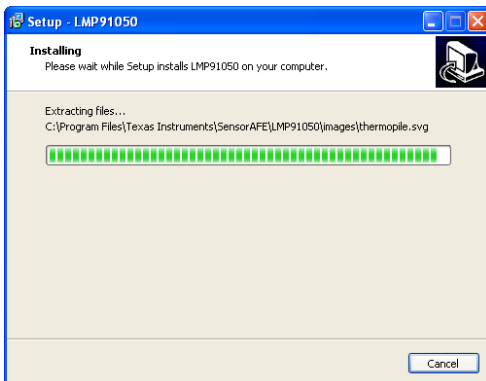 Setup - LMP91050
Installing
Please wait while Setup installs LMP91050 on your computer.
Extracting files...
C:\Program Files\Texas Instruments\SensorAFE\LMP91050\images\thermopile.svg
Cancel